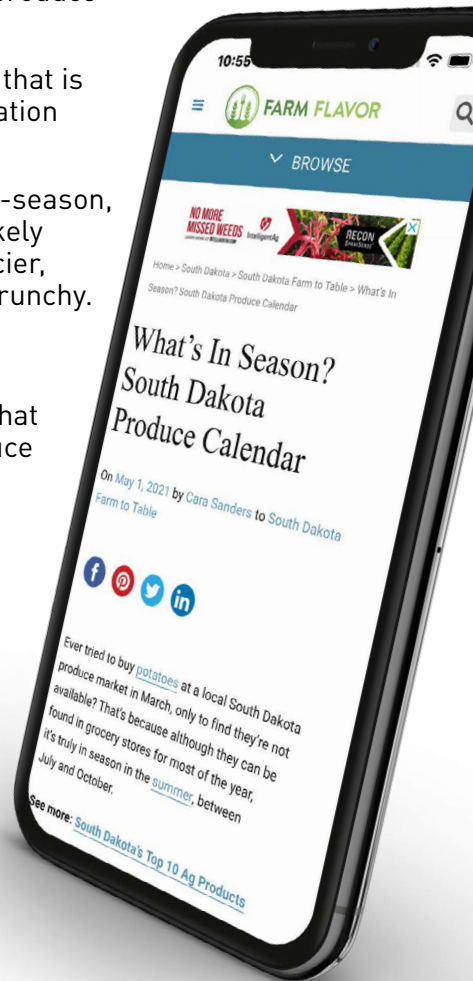 produce
that is
ation
-season,
kely
cier,
runchy.
hat
uce
10:55
FARM FLAVOR
BROWSE
NO MORE
MISSED WEEDS
IntelligentAg
RECON
SPRAYSENSE
Home > South Dakota > South Dakota Farm to Table > What's In
Season? South Dakota Produce Calendar
What's In Season?
South Dakota
Produce Calendar
On May 1, 2021 by Cara Sanders to South Dakota
Farm to Table
f
in
Ever tried to buy potatoes at a local South Dakota
produce market in March, only to find they're not
available? That's because although they can be
found in grocery stores for most of the year,
it's truly in season in the summer, between
July and October.
See more: South Dakota's Top 10 Ag Products